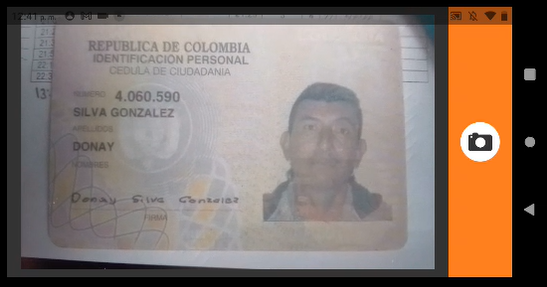 12:41 p.m.
REPUBLICA DE COLOMBIA
IDENTIFICACION PERSONAL
CEDULA DE CIUDADANIA
NUMERO 4.060.590
SILVA GONZALEZ
APELLIDOS
DONAY
NOMBRES
Donay Silva Gonzalez
FIRMA